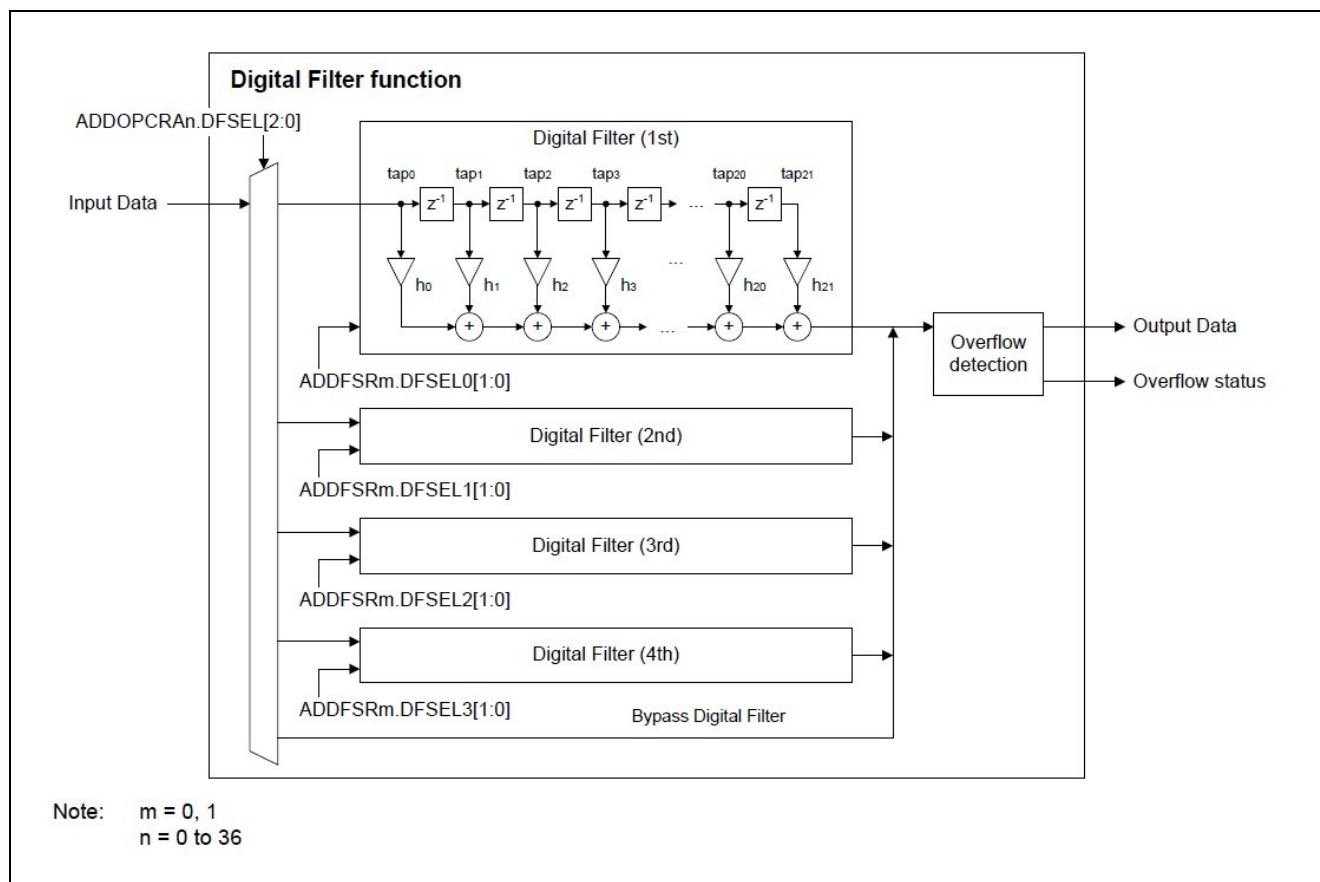 Digital Filter function
ADDOPCRAn.DFSEL[2:0]
Input Data
Digital Filter (1st)
tap0 tap1 tap2 tap3 tap20 tap21
z-1 z-1 z-1 z-1 ... z-1
...
h0 h1 h2 h3 h20 h21
+ + + ... + +
ADDFSRm.DFSEL0[1:0]
Overflow
detection
Output Data
Overflow status
Digital Filter (2nd)
ADDFSRm.DFSEL1[1:0]
Digital Filter (3rd)
ADDFSRm.DFSEL2[1:0]
Digital Filter (4th)
ADDFSRm.DFSEL3[1:0]
Bypass Digital Filter
Note: m = 0, 1
n = 0 to 36